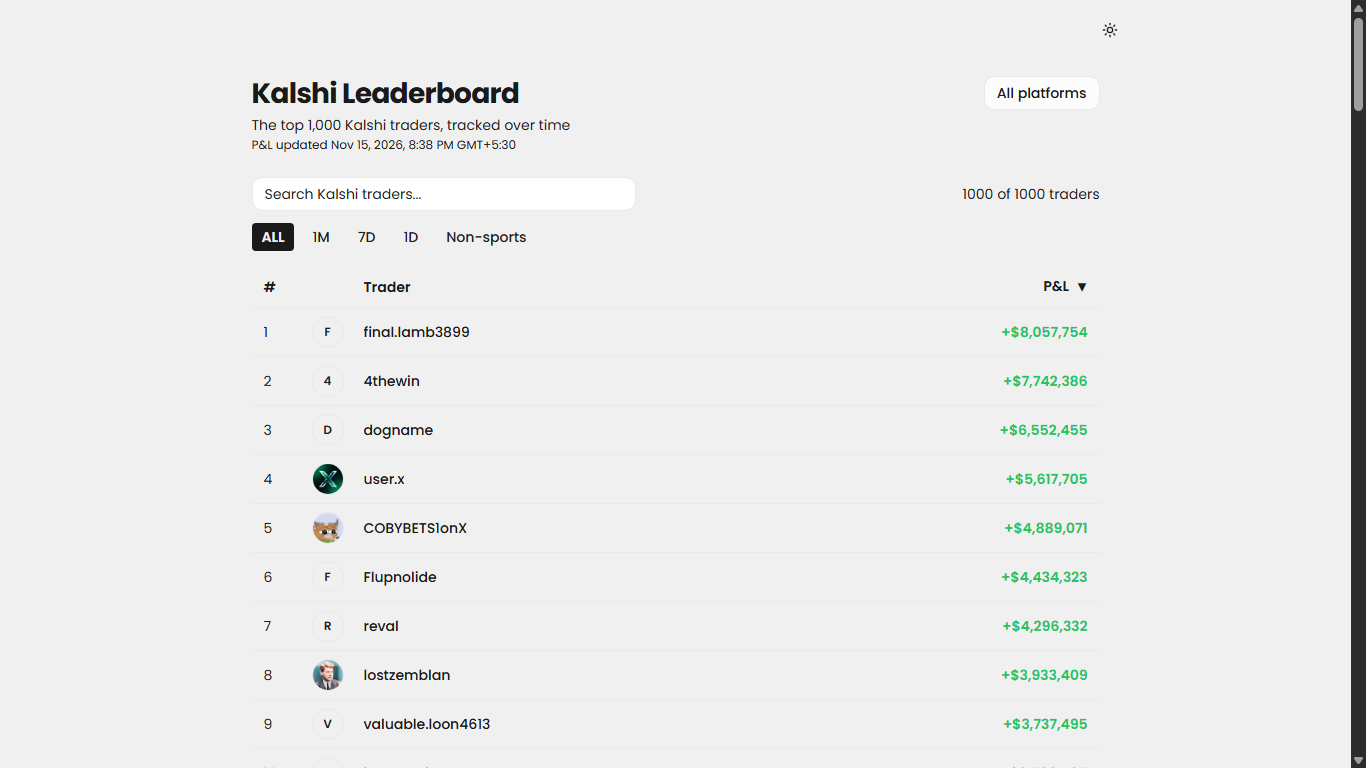 Kalshi Leaderboard
All platforms
The top 1,000 Kalshi traders, tracked over time
P&L updated Nov 15, 2026, 8:38 PM GMT+5:30
Search Kalshi traders...
1000 of 1000 traders
ALL 1M 7D 1D Non-sports
# Trader P&L ▼
1 F final.lamb3899 +$8,057,754
2 4 4thewin +$7,742,386
3 D dogname +$6,552,455
4 X user.x +$5,617,705
5 COBYBETS1onX +$4,889,071
6 F Flupnolide +$4,434,323
7 R reval +$4,296,332
8 lostzemblan +$3,933,409
9 V valuable.loon4613 +$3,737,495